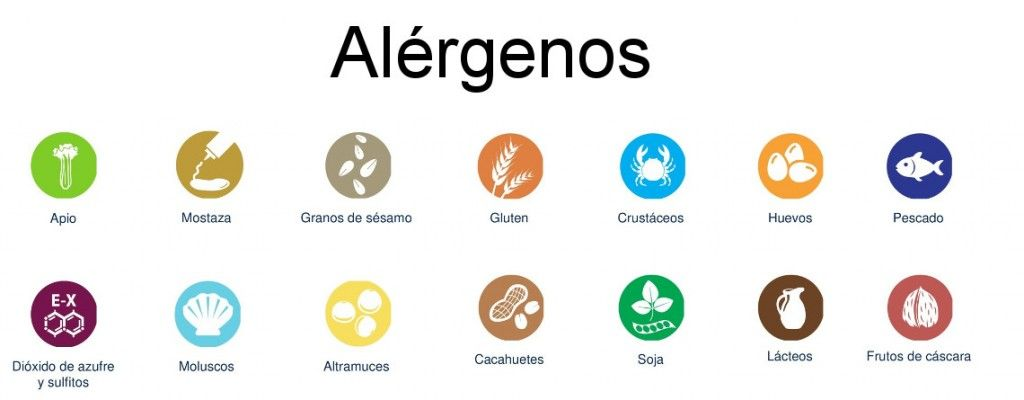 Alérgenos
Apio
Mostaza
Granos de sésamo
Gluten
Crustáceos
Huevos
Pescado
E-X
Dióxido de azufre
y sulfitos
Moluscos
Altramuces
Cacahuetes
Soja
Lácteos
Frutos de cáscara